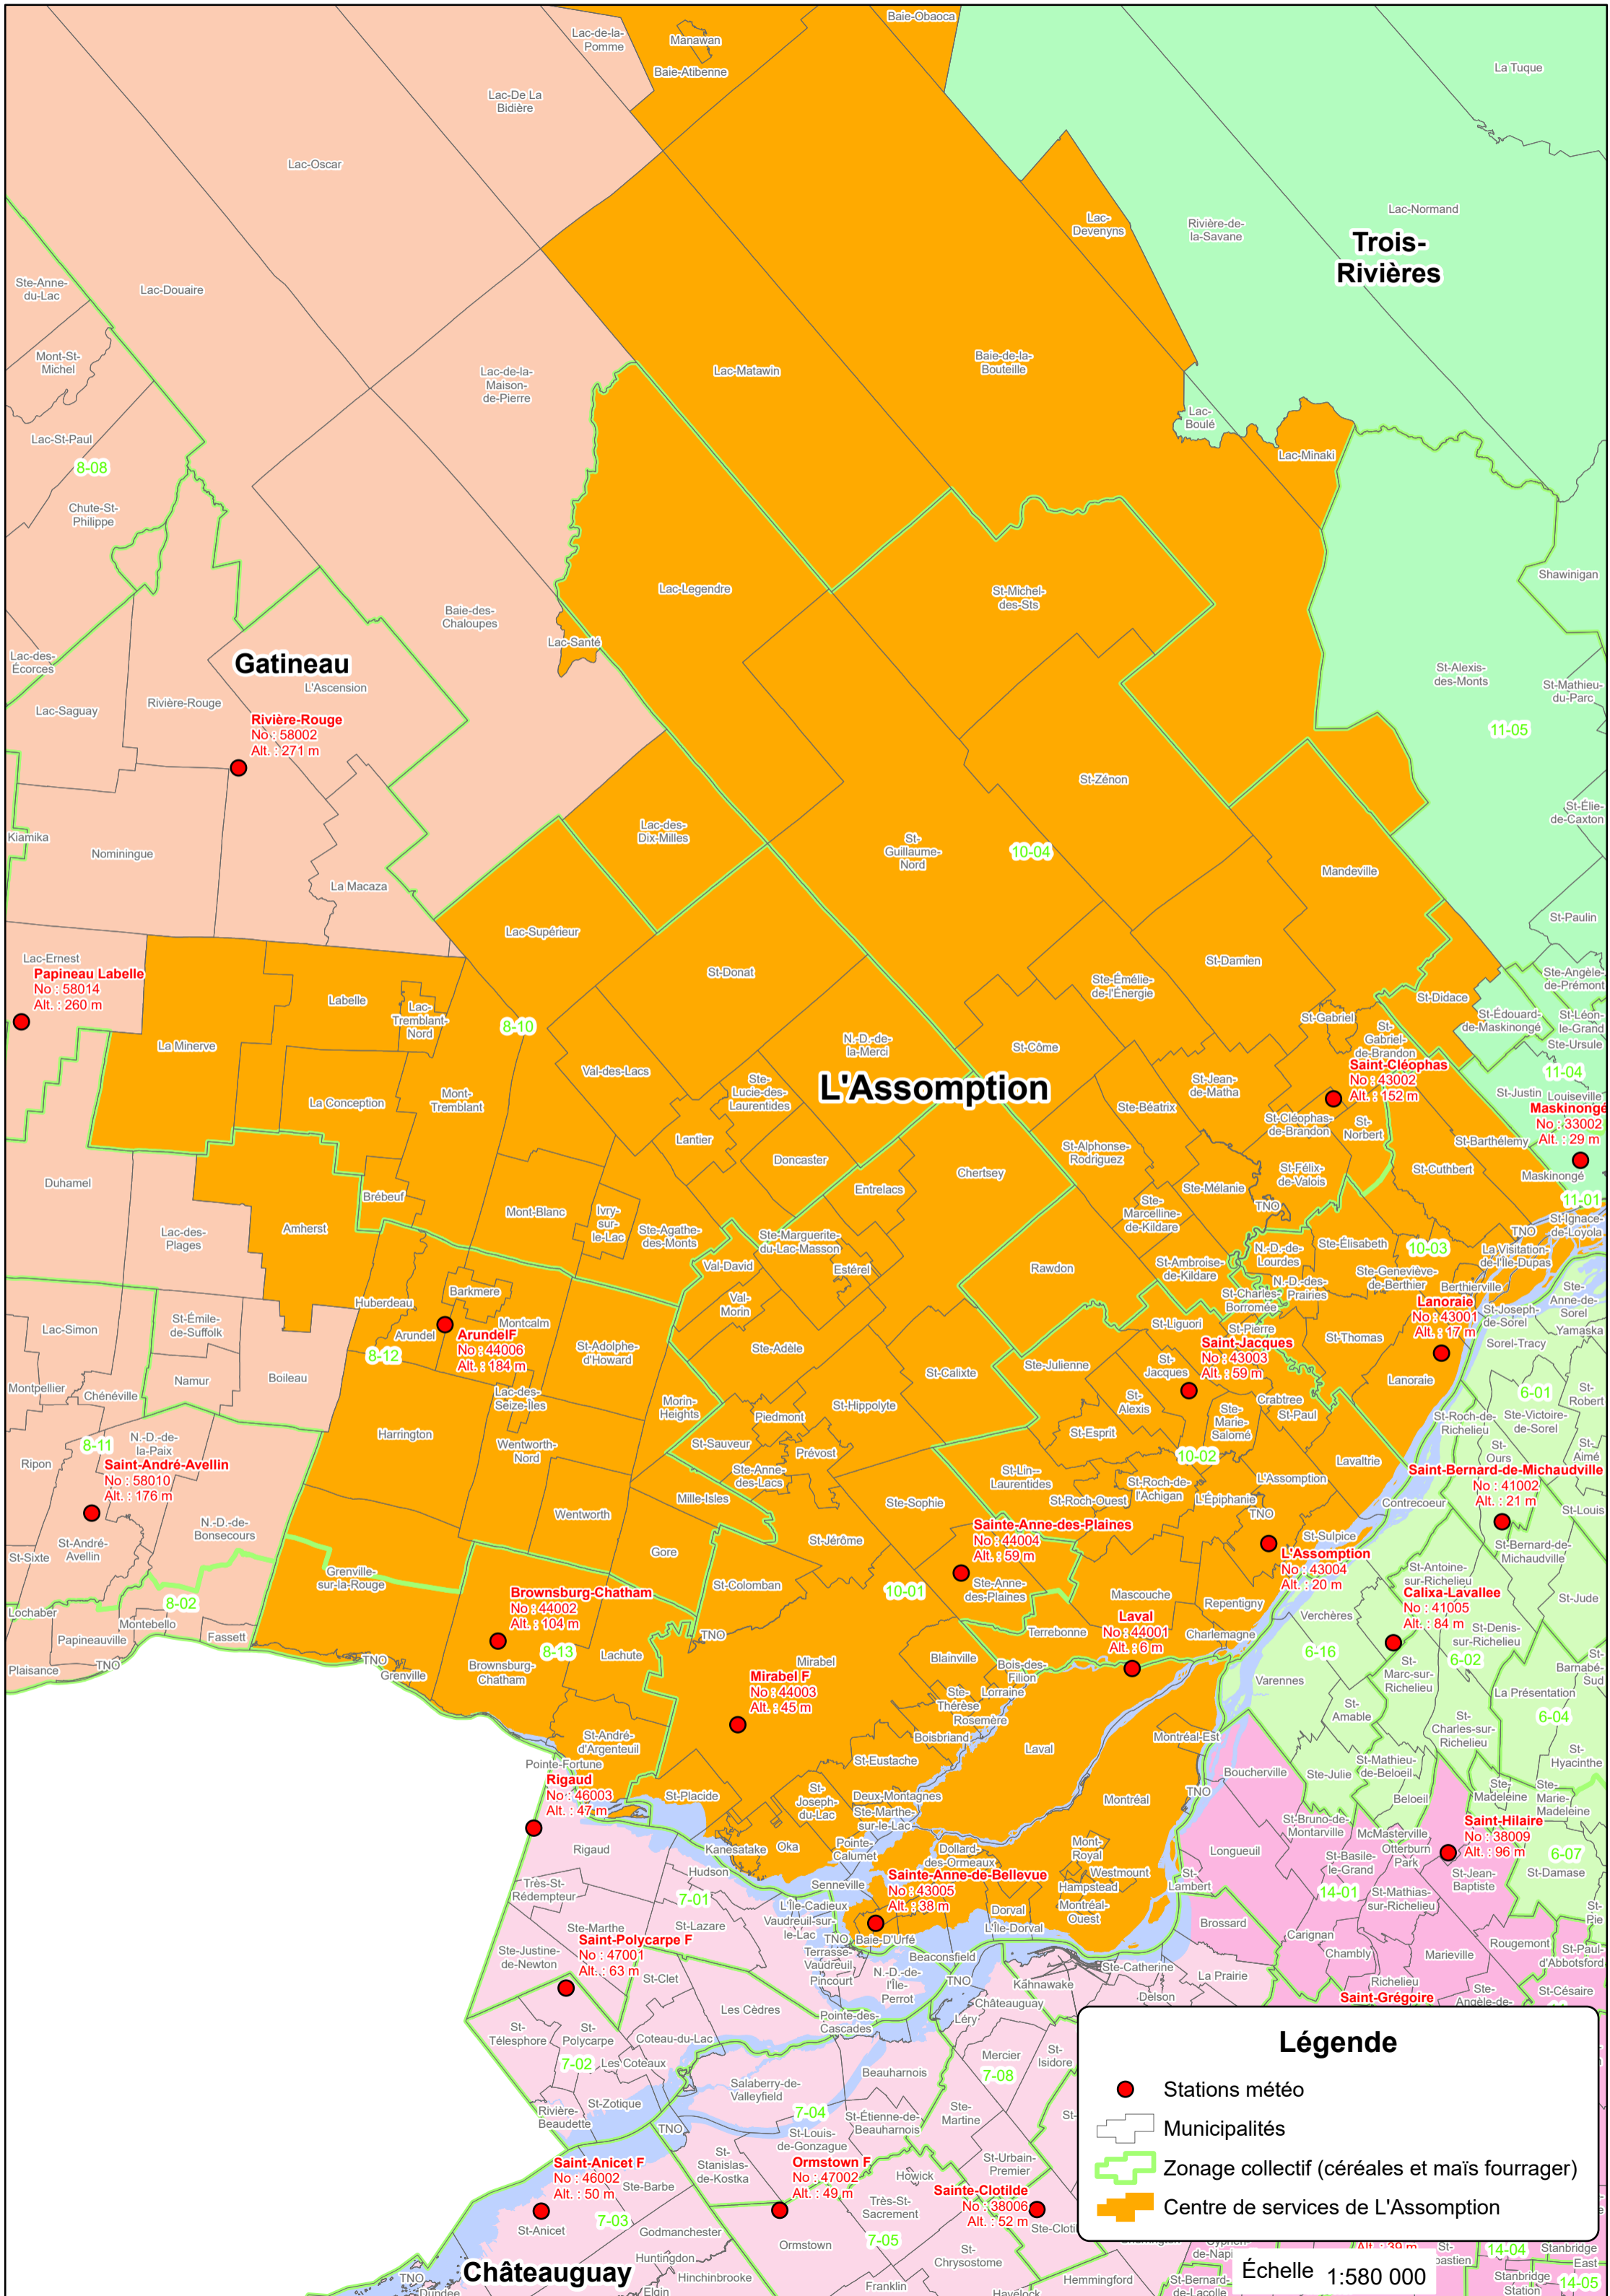 Baie-Obaoca
Lac-de-la-
Pomme
Manawan
Baie-Atibenne
La Tuque
Lac-De La
Bidière
Lac-Oscar
Lac-
Devenyns
Rivière-de-
la-Savane
Lac-Normand
Trois-
Rivières
Ste-Anne-
du-Lac
Lac-Douaire
Mont-St-
Michel
Lac-de-la-
Maison-
de-Pierre
Lac-Matawin
Baie-de-la-
Bouteille
Lac-
Boulé
Lac-St-Paul
8-08
Lac-Minaki
Chute-St-
Philippe
Shawinigan
Lac-Legendre
St-Michel-
des-Sts
Baie-des-
Chaloupes
Lac-Santé
Lac-des-
Écorces
Gatineau
L'Ascension
St-Alexis-
des-Monts
St-Mathieu-
du-Parc
Lac-Saguay
Rivière-Rouge
Rivière-Rouge
No : 58002
Alt. : 271 m
11-05
St-Zénon
St-Élie-
de-Caxton
Kiamika
Nominingue
Lac-des-
Dix-Milles
St-
Guillaume-
Nord
10-04
La Macaza
Mandeville
St-Paulin
Lac-Supérieur
Lac-Ernest
Papineau Labelle
No : 58014
Alt. : 260 m
St-Donat
St-Damien
Ste-Émélie-
de-l'Énergie
Ste-Angèle-
de-Prémont
Labelle
Lac-
Tremblant-
Nord
8-10
St-Didace
St-Édouard-
de-Maskinongé
St-Léon-
le-Grand
Ste-Ursule
La Minerve
N.-D.-de-
la-Merci
St-Côme
St-Gabriel
St-
Gabriel-
de-Brandon
Saint-Cléophas
No : 43002
Alt. : 152 m
L'Assomption
Val-des-Lacs
Ste-
Lucie-des-
Laurentides
St-Jean-
de-Matha
11-04
St-Justin
Louiseville
Maskinongé
No : 33002
Alt. : 29 m
La Conception
Mont-
Tremblant
Ste-Béatrix
St-Cléophas-
de-Brandon
St-
Norbert
Lantier
St-Alphonse-
Rodriguez
St-Barthélemy
Duhamel
Doncaster
Chertsey
St-Félix-
de-Valois
St-Cuthbert
Maskinongé
Brébeuf
Entrelacs
Ste-Mélanie
11-01
Mont-Blanc
Ivry-
sur-
le-Lac
Ste-
Marcelline-
de-Kildare
TNO
St-Ignace-
de-Loyola
Lac-des-
Plages
Amherst
Ste-Agathe-
des-Monts
Ste-Marguerite-
du-Lac-Masson
TNO
Ste-Élisabeth
10-03
La Visitation-
de-l'Île-Dupas
Val-David
Estérel
Rawdon
St-Ambroise-
de-Kildare
N.-D.-de-
Lourdes
Ste-Geneviève-
de-Berthier
Berthierville
Barkmere
Huberdeau
N.-D.-des-
Prairies
St-Charles-
Borromée
Ste-
Anne-de-
Sorel
Lac-Simon
St-Émile-
de-Suffolk
Val-
Morin
Lanoraie
No : 43001
Alt. : 17 m
St-Joseph-
de-Sorel
Montcalm
Arundel
ArundelF
No : 44006
Alt. : 184 m
8-12
St-Adolphe-
d'Howard
Ste-Adèle
St-Liguori
St-Pierre
Saint-Jacques
No : 43003
Alt. : 59 m
St-Thomas
Yamaska
Sorel-Tracy
Montpellier
Chénéville
Namur
Boileau
Lac-des-
Seize-Îles
Morin-
Heights
St-Calixte
Ste-Julienne
St-
Jacques
Lanoraie
6-01
St-
Robert
Piedmont
St-Hippolyte
St-
Alexis
Ste-
Marie-
Salomé
Crabtree
St-Paul
St-Roch-de-
Richelieu
Ste-Victoire-
de-Sorel
8-11
N.-D.-de-
la-Paix
Harrington
Wentworth-
Nord
St-Sauveur
Prévost
St-Esprit
10-02
St-
Ours
St-
Aimé
Ripon
Saint-André-Avellin
No : 58010
Alt. : 176 m
Ste-Anne-
des-Lacs
St-Lin--
Laurentides
St-Roch-de-
l'Achigan
L'Assomption
Lavaltrie
Saint-Bernard-de-Michaudville
No : 41002
Alt. : 21 m
Mille-Isles
Ste-Sophie
St-Roch-Ouest
L'Épiphanie
TNO
Contrecoeur
St-Louis
N.-D.-de-
Bonsecours
Wentworth
St-Jérôme
Sainte-Anne-des-Plaines
No : 44004
Alt. : 59 m
St-Sulpice
L'Assomption
No : 43004
Alt. : 20 m
St-Bernard-de-
Michaudville
St-Sixte
St-André-
Avellin
Gore
Grenville-
sur-la-Rouge
St-Antoine-
sur-Richelieu
Brownsburg-Chatham
No : 44002
Alt. : 104 m
St-Colomban
10-01
Ste-Anne-
des-Plaines
Mascouche
Repentigny
Calixa-Lavallee
No : 41005
Alt. : 84 m
St-Jude
Lochaber
8-02
Montebello
Laval
No : 44001
Alt. : 6 m
Verchères
St-Denis-
sur-Richelieu
Papineauville
Fassett
TNO
Terrebonne
Charlemagne
Plaisance
TNO
TNO
Grenville
Brownsburg-
Chatham
8-13
Lachute
Mirabel
Mirabel F
No : 44003
Alt. : 45 m
Blainville
Bois-des-
Filion
6-16
6-02
Varennes
St-
Marc-sur-
Richelieu
St-
Barnabé-
Sud
Ste-
Thérèse
Lorraine
Rosemère
La Présentation
St-
Amable
6-04
St-André-
d'Argenteuil
Boisbriand
Laval
Montréal-Est
St-
Charles-sur-
Richelieu
St-
Hyacinthe
Pointe-Fortune
St-Eustache
Boucherville
Ste-Julie
St-Mathieu-
de-Beloeil
Rigaud
No : 46003
Alt. : 47 m
St-Placide
St-
Joseph-
du-Lac
Deux-Montagnes
Ste-Marthe-
sur-le-Lac
Montréal
TNO
Beloeil
Ste-
Madeleine
Ste-
Marie-
Madeleine
St-Bruno-de-
Montarville
McMasterville
Otterburn
Park
Saint-Hilaire
No : 38009
Alt. : 96 m
Rigaud
Kanesatake
Oka
Pointe-
Calumet
Dollard-
des-Ormeaux
Mont-
Royal
Longueuil
St-Basile-
le-Grand
6-07
Hudson
Senneville
Sainte-Anne-de-Bellevue
No : 43005
Alt. : 38 m
Westmount
Hampstead
St-
Lambert
St-Jean-
Baptiste
St-Damase
Très-St-
Rédempteur
7-01
L'Île-Cadieux
Vaudreuil-sur-
le-Lac
Montréal-
Ouest
14-01
St-Mathias-
sur-Richelieu
St-
Pie
Ste-Marthe
St-Lazare
Dorval
L'Île-Dorval
Brossard
Carignan
Ste-Justine-
de-Newton
Saint-Polycarpe F
No : 47001
Alt. : 63 m
TNO
Baie-D'Urfé
Terrasse-
Vaudreuil
Beaconsfield
Chambly
Marieville
Rougemont
St-Paul-
d'Abbotsford
St-Clet
Pincourt
N.-D.-de-
l'Île-
Perrot
TNO
Kahnawake
Ste-Catherine
La Prairie
Richelieu
St-Césaire
Les Cèdres
Châteauguay
Delson
Saint-Grégoire
Ste-
Angèle-de-
Pointe-des-
Cascades
Léry
St-
Télesphore
St-
Polycarpe
Coteau-du-Lac
7-02
Les Coteaux
Mercier
St-
Isidore
7-08
Beauharnois
Salaberry-de-
Valleyfield
St-Zotique
Rivière-
Beaudette
7-04
St-Étienne-de-
Beauharnois
Ste-
Martine
St-
TNO
St-Louis-
de-Gonzague
St-
Stanislas-
de-Kostka
St-Urbain-
Premier
Saint-Anicet F
No : 46002
Alt. : 50 m
Ormstown F
No : 47002
Alt. : 49 m
Howick
Ste-Barbe
Très-St-
Sacrement
Sainte-Clotilde
No : 38006
Alt. : 52 m
Ste-Cloti
St-Anicet
7-03
Godmanchester
Ormstown
7-05
St-
Chrysostome
Huntingdon
Châteauguay
TNO
Dundee
Elgin
Hinchinbrooke
Franklin
Havelock
Hemmingford
de-Napi
St-Bernard-
de-Lacolle
Légende
Stations météo
Municipalités
Zonage collectif (céréales et maïs fourrager)
Centre de services de L'Assomption
Alt. : 39 m
St-
bastien
14-04
Stanbridge
East
Échelle 1:580 000
Stanbridge
Station
14-05